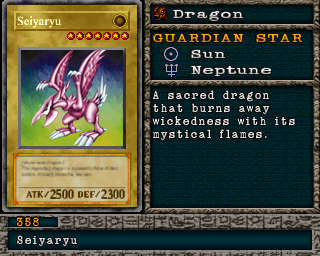 Seiyaryu
ATK/2500 DEF/2300
Dragon
GUARDIAN STAR
Sun
Neptune
A sacred dragon
that burns away
wickedness with its
mystical flames.
358
Seiyaryu